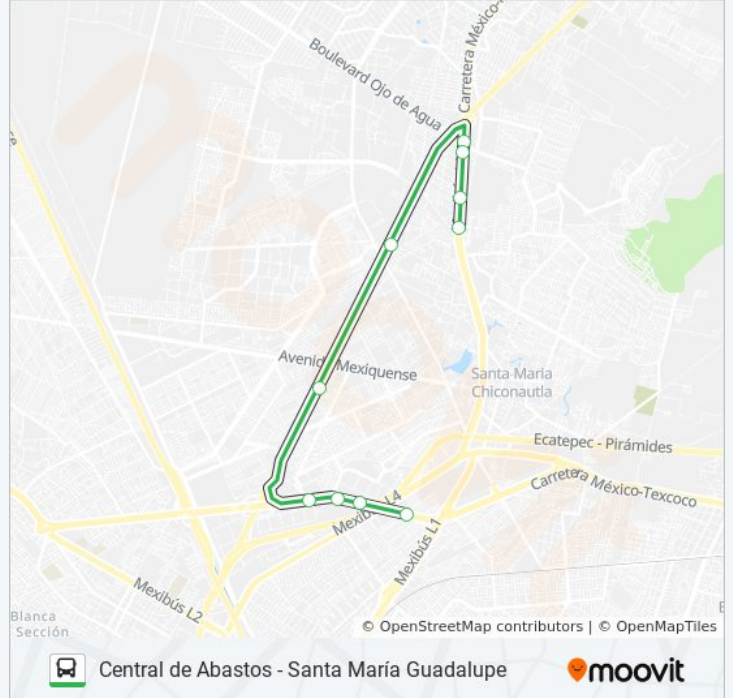 Boulevard Ojo de Agua
Carretera México-
Avenida Mexiquense
Santa Maria
Chiconautla
Ecatepec - Pirámides
Carretera México-Texcoco
Mexibús L4
Mexibús L1
Mexibús L2
Blanca
Sección
© OpenStreetMap contributors | © OpenMapTiles
Central de Abastos - Santa María Guadalupe
moovit